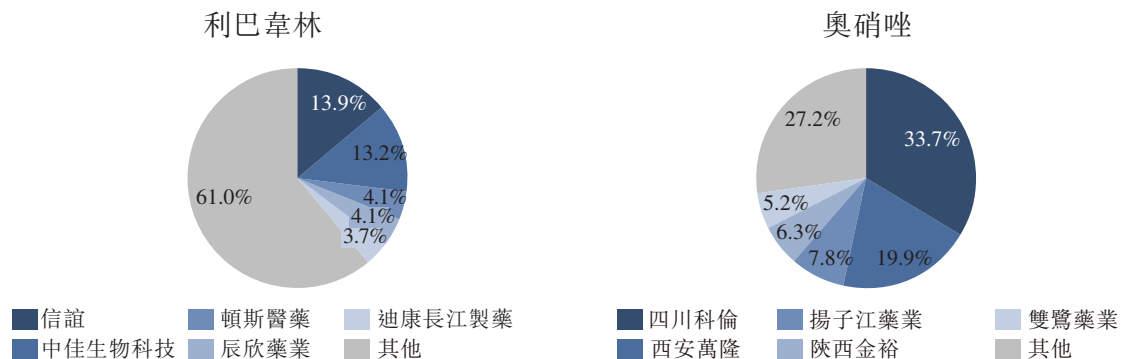 利巴韋林
13.9%
13.2%
4.1%
4.1%
3.7%
61.0%
信誼
頓斯醫藥
迪康長江製藥
中佳生物科技
辰欣藥業
其他
奧硝唑
33.7%
19.9%
7.8%
6.3%
5.2%
27.2%
四川科倫
揚子江藥業
雙鷺藥業
西安萬隆
陝西金裕
其他